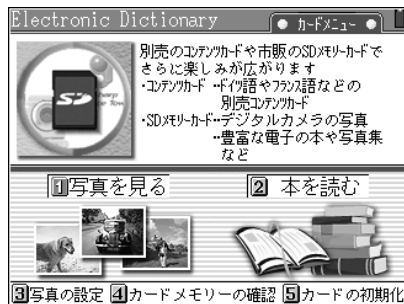 Electronic Dictionary
● カードメニュー ●
別売のコンテンツカードや市販のSDメモリーカードで
さらに楽しみが広がります
・コンテンツカード…ドイツ語やフランス語などの
別売コンテンツカード
・SDメモリーカード…デジタルカメラの写真
…豊富な電子の本や写真集
など
SD
1写真を見る
2 本を読む
3写真の設定 4カードメモリーの確認 5カードの初期化